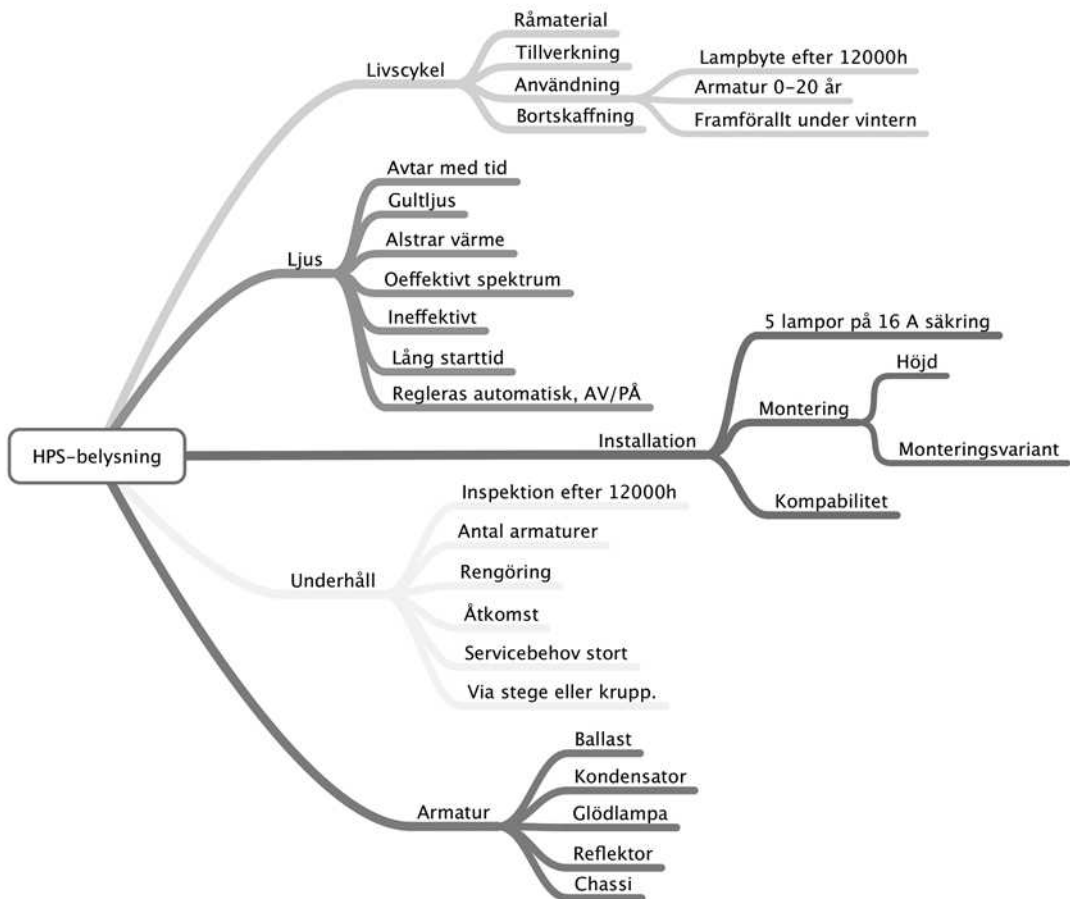 HPS-belysning
Livscykel
Råmaterial
Tillverkning
Användning
Lampbyte efter 12000h
Armatur 0-20 år
Framförallt under vintern
Bortskaffning
Ljus
Avtar med tid
Gultljus
Alstrar värme
Oeffektivt spektrum
Ineffektivt
Lång starttid
Regleras automatisk, AV/PÅ
Installation
5 lampor på 16 A säkring
Montering
Höjd
Monteringsvariant
Kompabilitet
Underhåll
Inspektion efter 12000h
Antal armaturer
Rengöring
Åtkomst
Servicebehov stort
Via stege eller krupp.
Armatur
Ballast
Kondensator
Glödlampa
Reflektor
Chassi